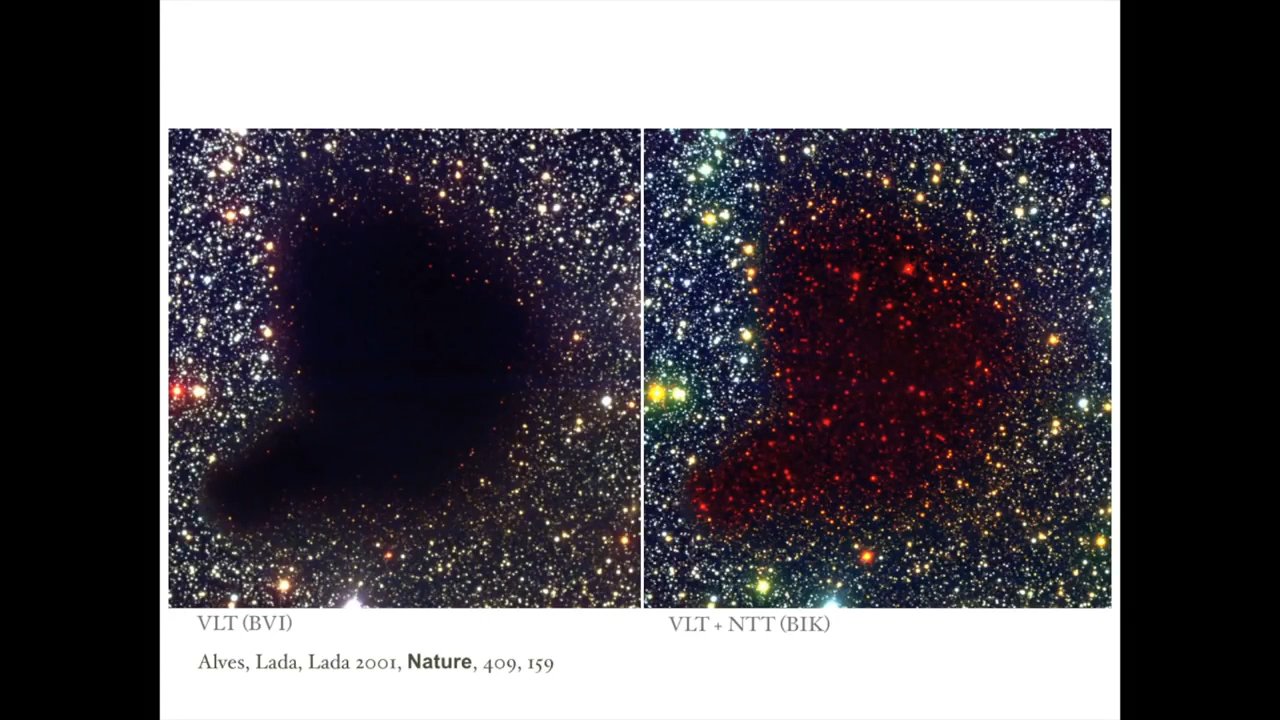 VLT (BVI)
VLT + NTT (BIK)
Alves, Lada, Lada 2001, Nature, 409, 159